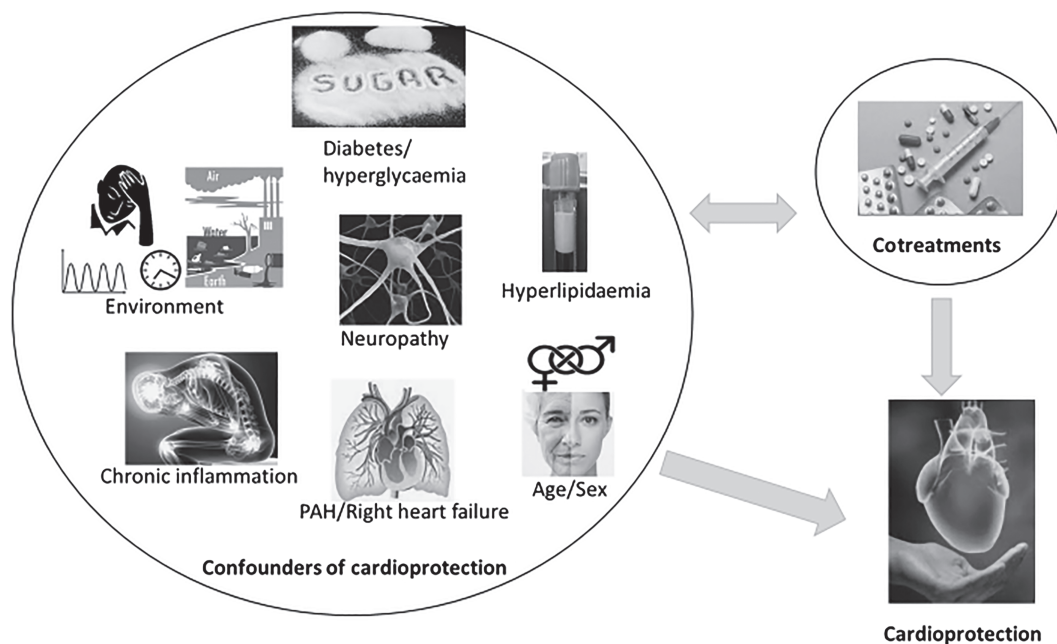 SUGAR
Diabetes/
hyperglycaemia
Air
Water
Earth
Environment
Neuropathy
Hyperlipidaemia
Cotreatments
Chronic inflammation
PAH/Right heart failure
Age/Sex
Confounders of cardioprotection
Cardioprotection